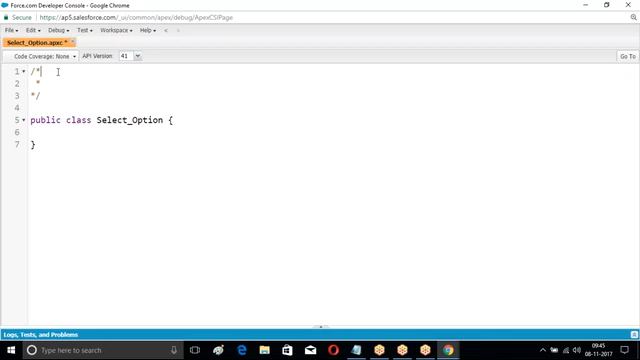 Force.com Developer Console - Google Chrome
Secure https://ap5.salesforce.com/_ui/common/apex/debug/ApexCSIPage
File Edit Debug Test Workspace Help < >
Select_Option.apxc *
Code Coverage: None API Version: 41 Go To
1 /*
2 *
3 */
4
5 public class Select_Option {
6
7 }
Logs, Tests, and Problems
Type here to search
09:45
08-11-2017